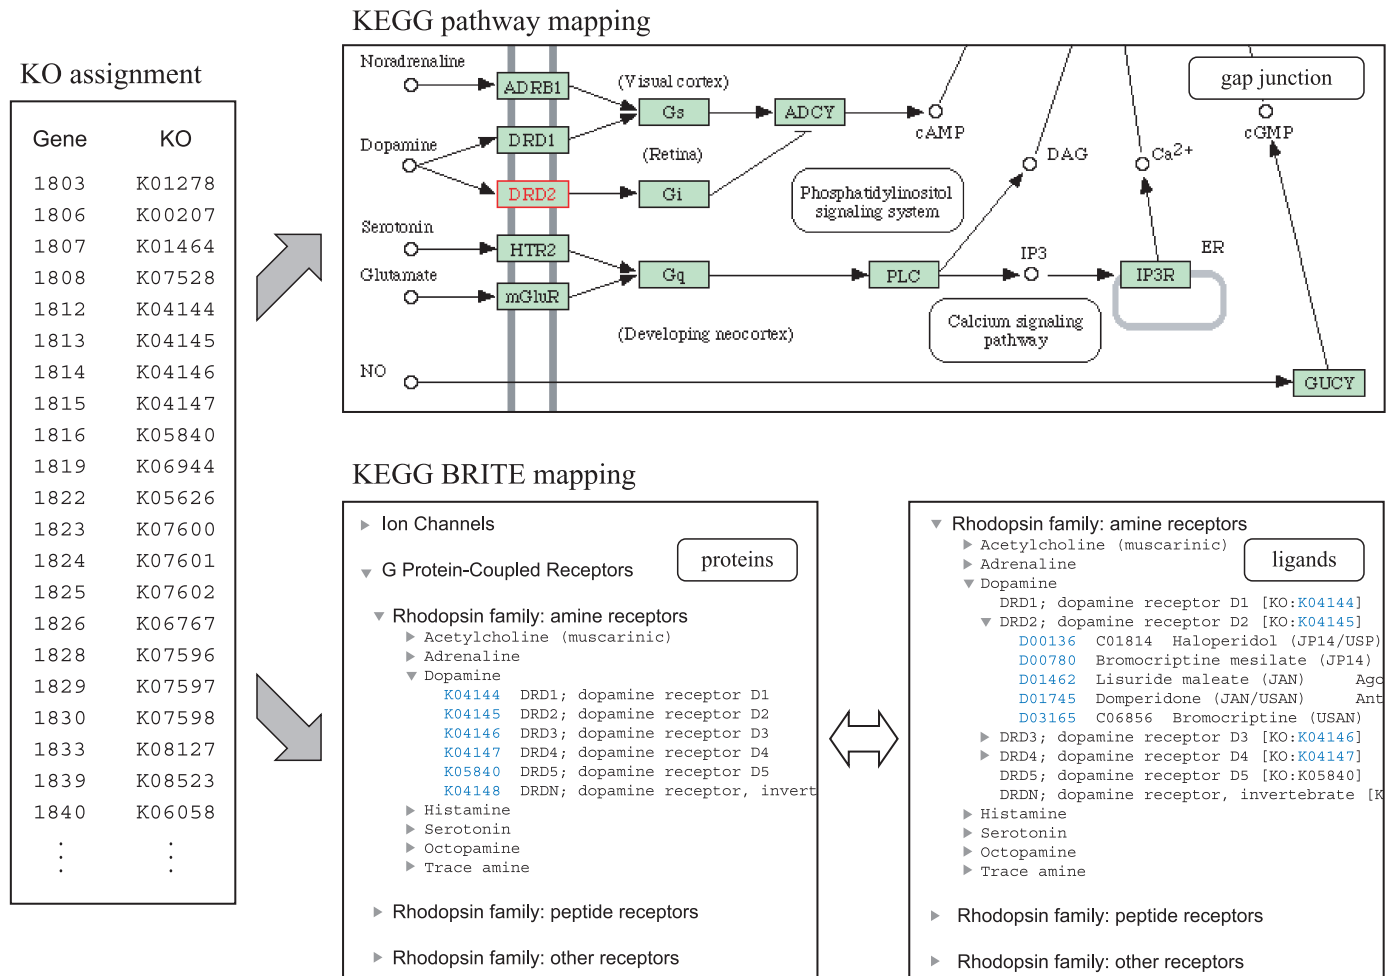 KEGG pathway mapping
KO assignment
Gene KO
1803 K01278
1806 K00207
1807 K01464
1808 K07528
1812 K04144
1813 K04145
1814 K04146
1815 K04147
1816 K05840
1819 K06944
1822 K05626
1823 K07600
1824 K07601
1825 K07602
1826 K06767
1828 K07596
1829 K07597
1830 K07598
1833 K08127
1839 K08523
1840 K06058
Noradrenaline
ADRB1
(Visual cortex)
Gs
ADCY
cAMP
gap junction
cGMP
Dopamine
DRD1
(Retina)
DRD2
Gi
Phosphatidylinositol
signaling system
DAG
Ca2+
Serotonin
HTR2
Glutamate
mGluR
Gq
PLC
IP3
IP3R
ER
(Developing neocortex)
Calcium signaling
pathway
NO
GUCY
KEGG BRITE mapping
Ion Channels
proteins
G Protein-Coupled Receptors
Rhodopsin family: amine receptors
Acetylcholine (muscarinic)
Adrenaline
Dopamine
K04144 DRD1; dopamine receptor D1
K04145 DRD2; dopamine receptor D2
K04146 DRD3; dopamine receptor D3
K04147 DRD4; dopamine receptor D4
K05840 DRD5; dopamine receptor D5
K04148 DRDN; dopamine receptor, invert
Histamine
Serotonin
Octopamine
Trace amine
Rhodopsin family: peptide receptors
Rhodopsin family: other receptors
Rhodopsin family: amine receptors
ligands
Acetylcholine (muscarinic)
Adrenaline
Dopamine
DRD1; dopamine receptor D1 [KO:K04144]
DRD2; dopamine receptor D2 [KO:K04145]
D00136 C01814 Haloperidol (JP14/USP)
D00780 Bromocriptine mesilate (JP14)
D01462 Lisuride maleate (JAN) Ago
D01745 Domperidone (JAN/USAN) Ant
D03165 C06856 Bromocriptine (USAN)
DRD3; dopamine receptor D3 [KO:K04146]
DRD4; dopamine receptor D4 [KO:K04147]
DRD5; dopamine receptor D5 [KO:K05840]
DRDN; dopamine receptor, invertebrate [K
Histamine
Serotonin
Octopamine
Trace amine
Rhodopsin family: peptide receptors
Rhodopsin family: other receptors